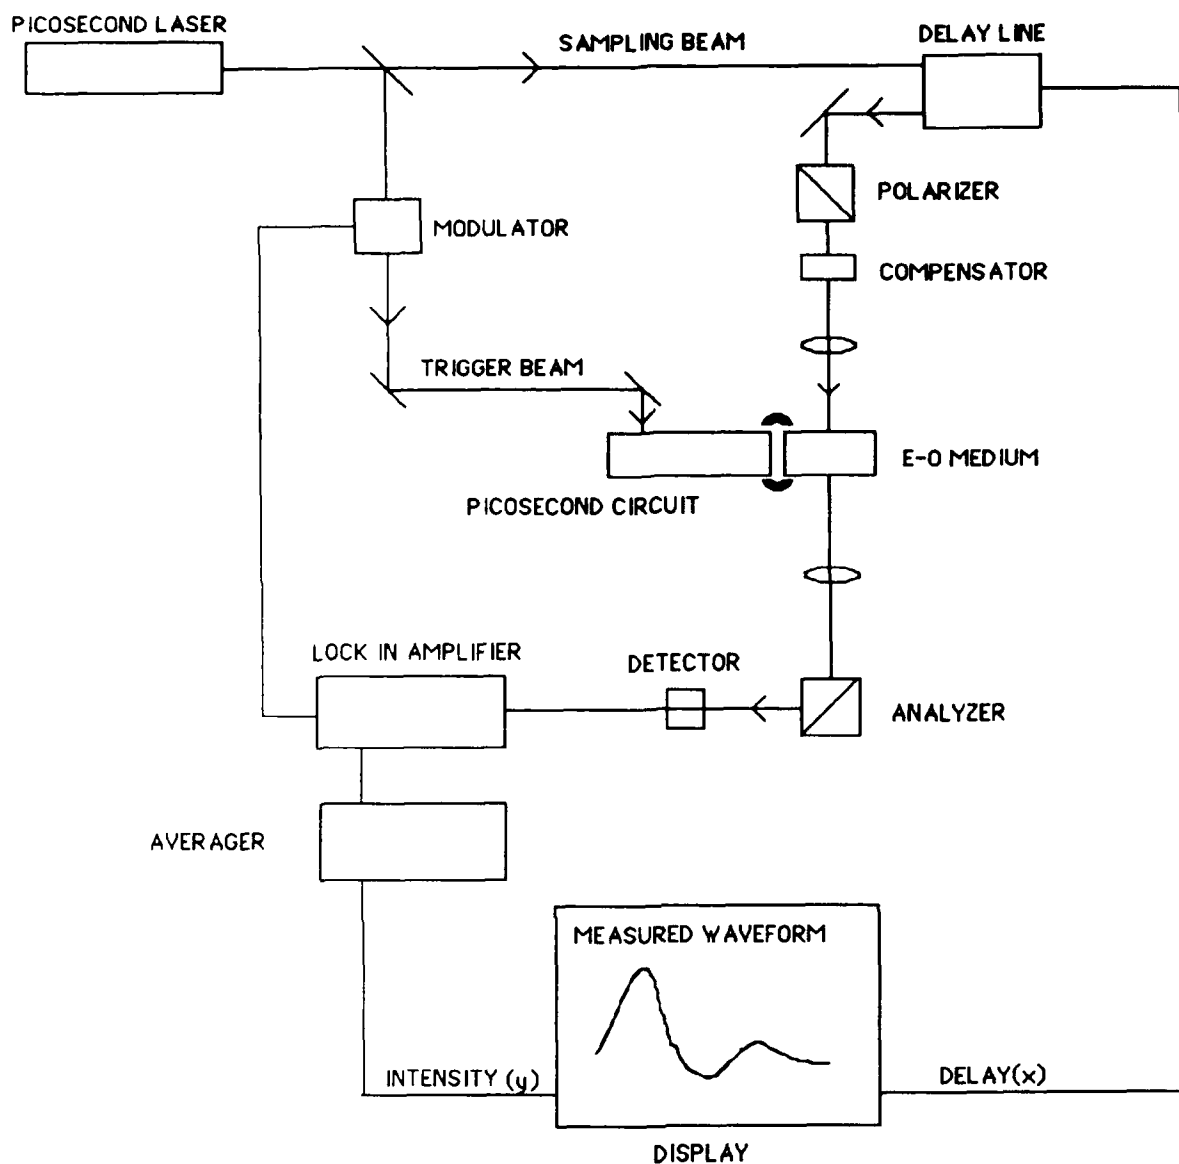 PICOSECOND LASER
SAMPLING BEAM
DELAY LINE
POLARIZER
MODULATOR
COMPENSATOR
TRIGGER BEAM
E-O MEDIUM
PICOSECOND CIRCUIT
LOCK IN AMPLIFIER
DETECTOR
ANALYZER
AVERAGER
MEASURED WAVEFORM
INTENSITY (y)
DELAY(x)
DISPLAY